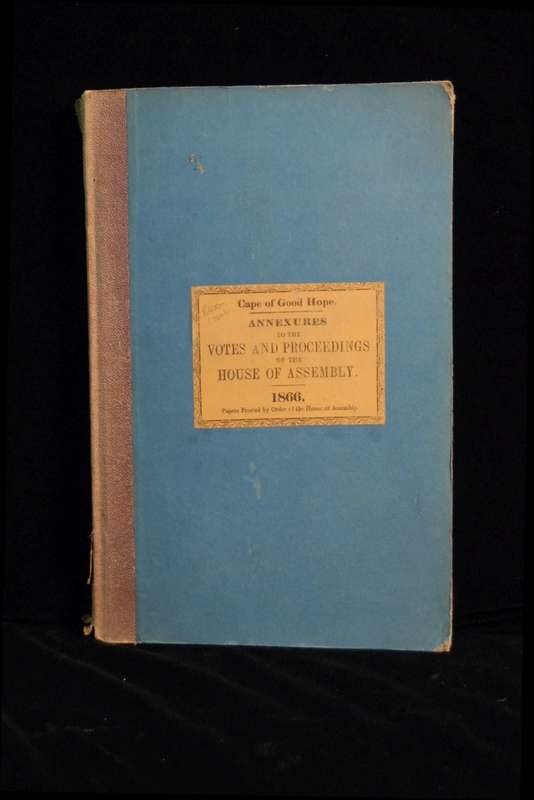 Cape of Good Hope.
ANNEXURES
TO THE
VOTES AND PROCEEDINGS
OF THE
HOUSE OF ASSEMBLY.
1866.
Papers Printed by Order of the House of Assembly.